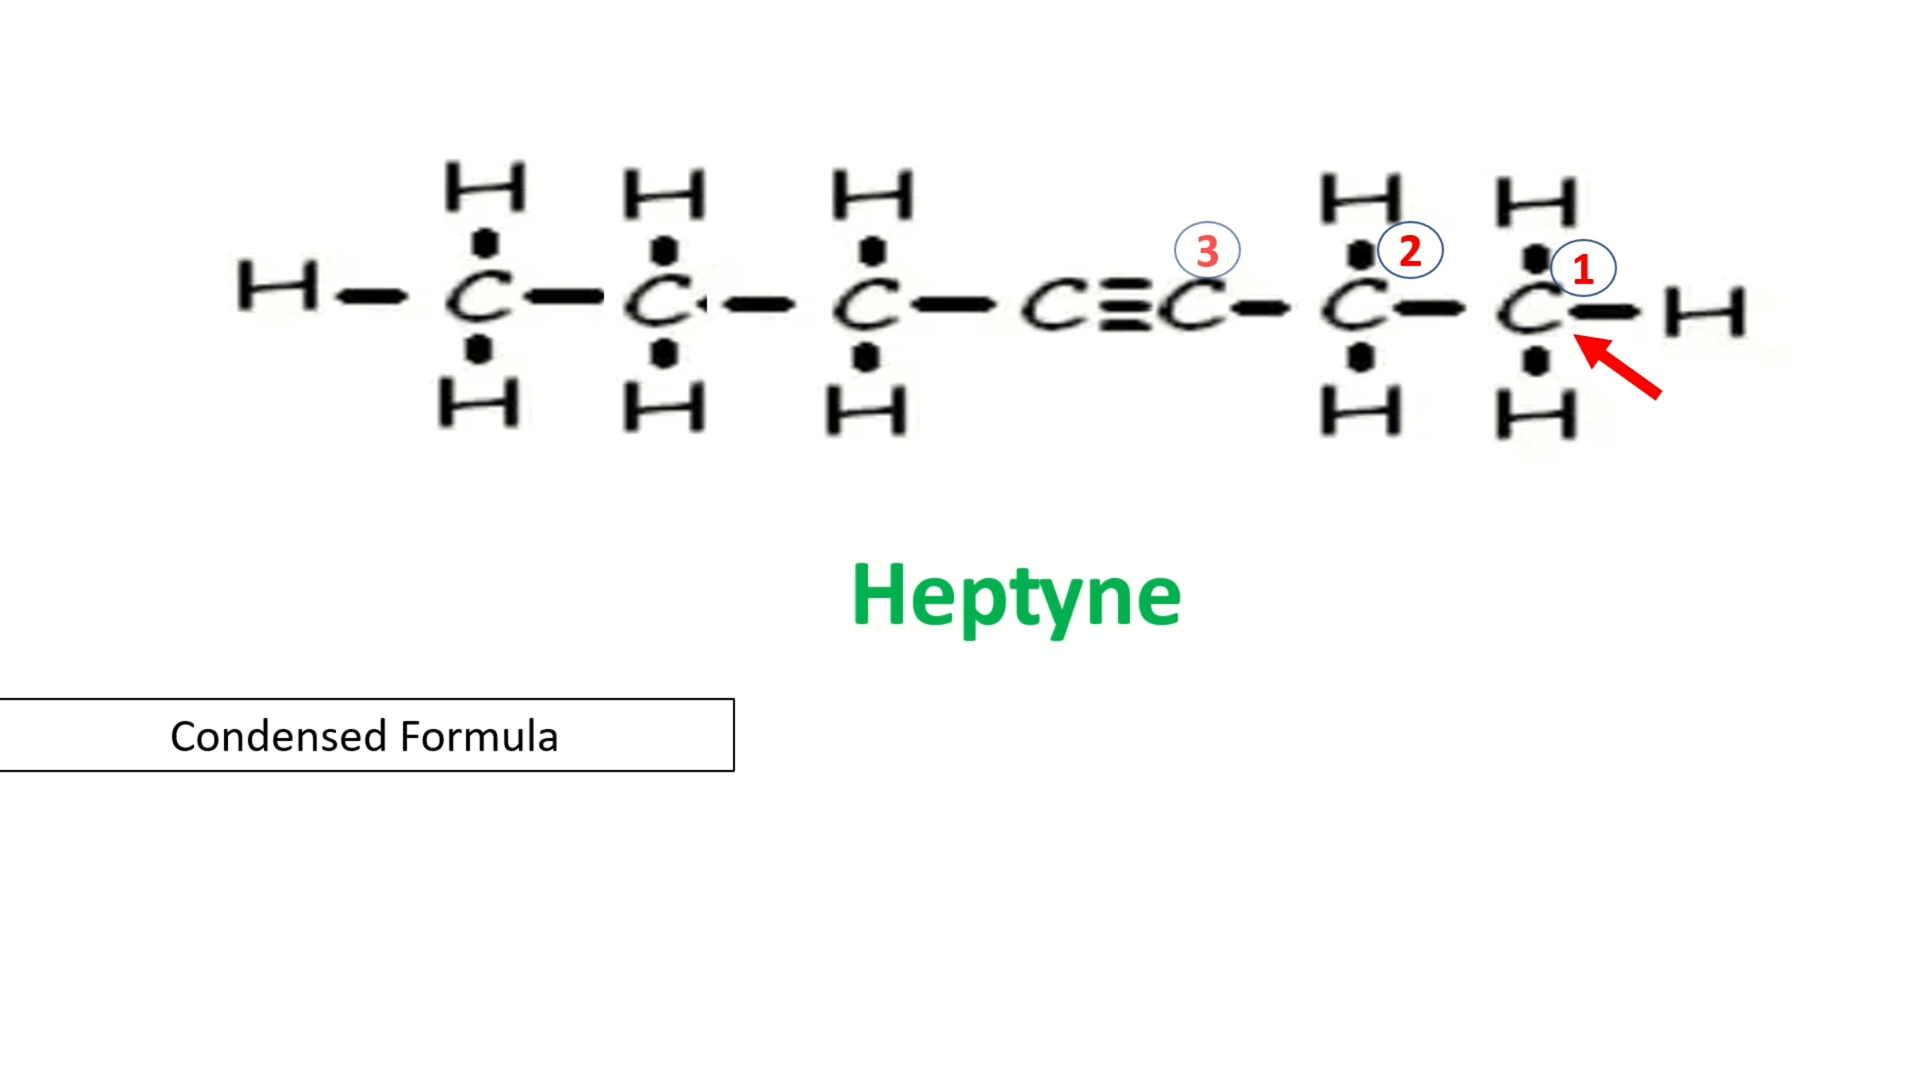 H H H H H
3 2 1
H — C — C — C — C ≡ C — C — C — H
H H H H H
Heptyne
Condensed Formula